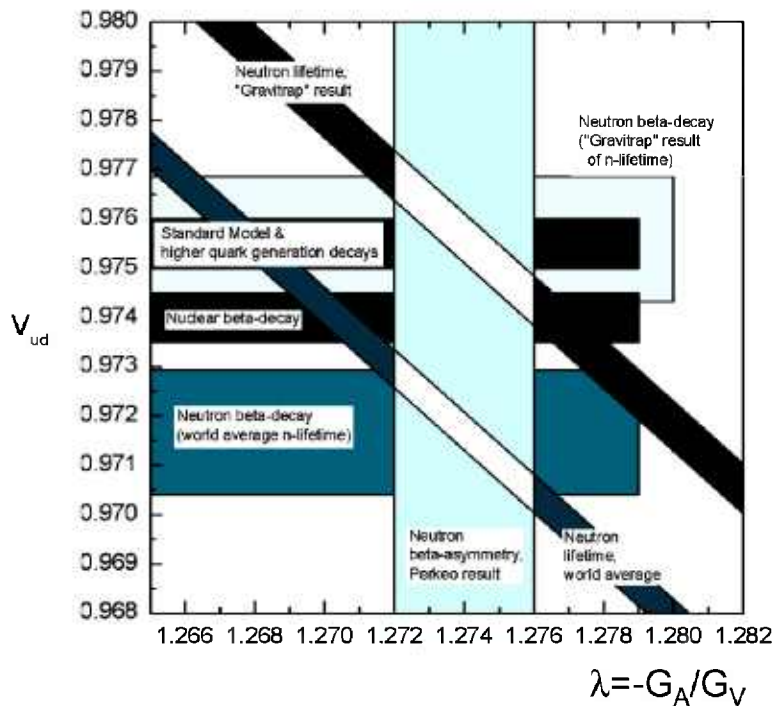 0.980
0.979
0.978
0.977
0.976
0.975
0.974
0.973
0.972
0.971
0.970
0.969
0.968
V_ud
Neutron lifetime,
"Gravitrap" result
Neutron beta-decay
("Gravitrap" result
of n-lifetime)
Standard Model &
higher quark generation decays
Nuclear beta-decay
Neutron beta-decay
(world average n-lifetime)
Neutron
beta-asymmetry,
Perkeo result
Neutron
lifetime,
world average
1.266 1.268 1.270 1.272 1.274 1.276 1.278 1.280 1.282
λ=-G_A/G_V